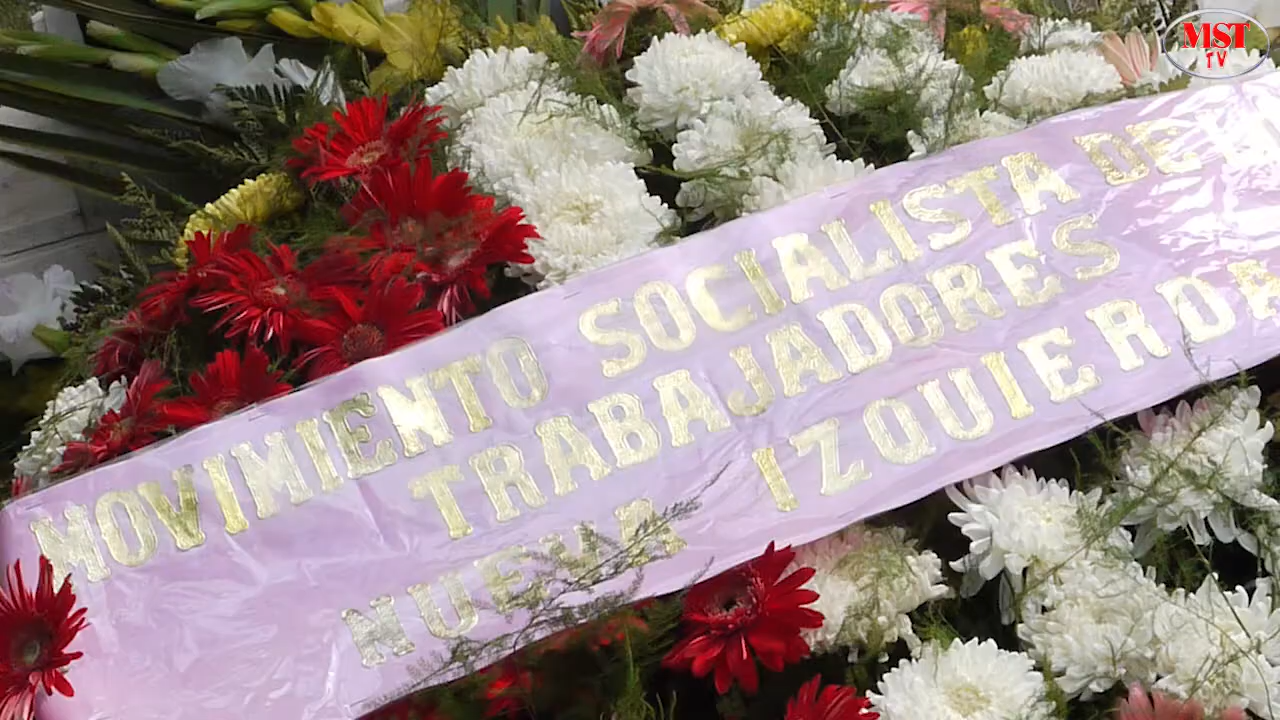 MST
TV
MOVIMIENTO SOCIALISTA DE
TRABAJADORES
NUEVA IZQUIERDA